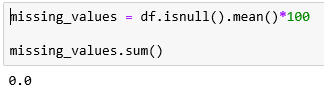 missing_values = df.isnull().mean()*100
missing_values.sum()
0.0